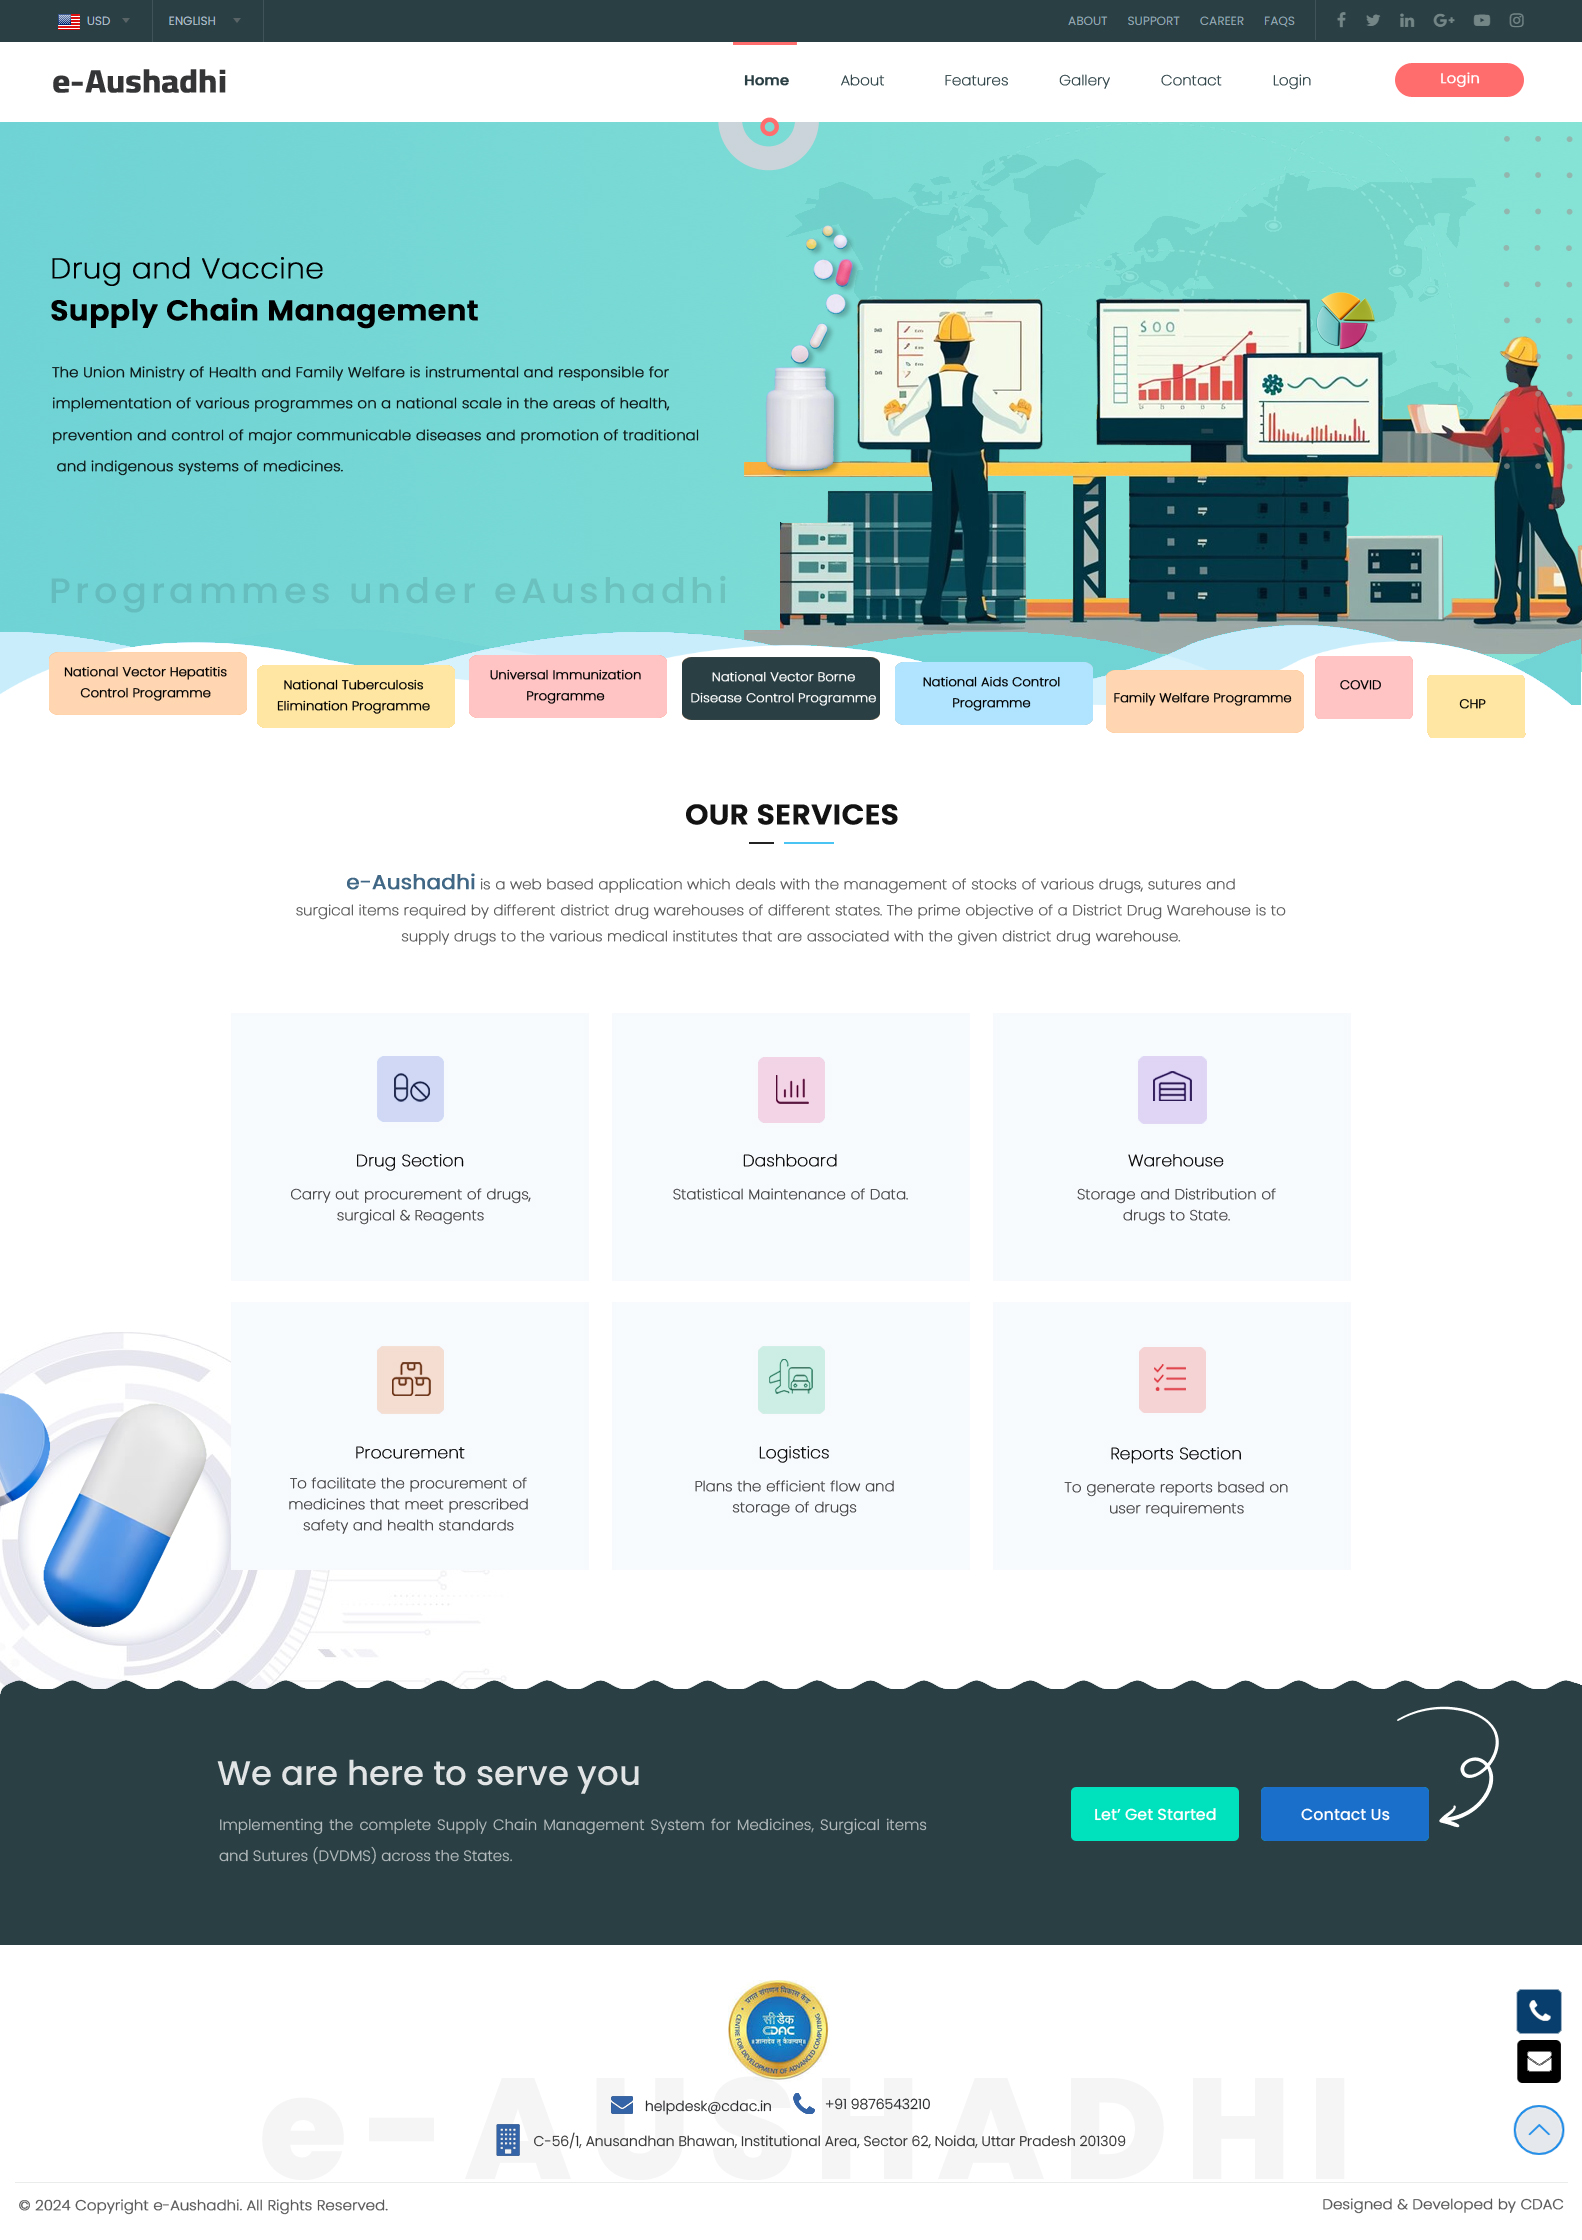 USD
ENGLISH
ABOUT
SUPPORT
CAREER
FAQS
e-Aushadhi
Home
About
Features
Gallery
Contact
Login
Login
Drug and Vaccine
Supply Chain Management
The Union Ministry of Health and Family Welfare is instrumental and responsible for
implementation of various programmes on a national scale in the areas of health,
prevention and control of major communicable diseases and promotion of traditional
and indigenous systems of medicines.
$00
Programmes under eAushadhi
National Vector Hepatitis
Control Programme
National Tuberculosis
Elimination Programme
Universal Immunization
Programme
National Vector Borne
Disease Control Programme
National Aids Control
Programme
Family Welfare Programme
COVID
CHP
OUR SERVICES
e-Aushadhi is a web based application which deals with the management of stocks of various drugs, sutures and
surgical items required by different district drug warehouses of different states. The prime objective of a District Drug Warehouse is to
supply drugs to the various medical institutes that are associated with the given district drug warehouse.
Drug Section
Carry out procurement of drugs,
surgical & Reagents
Dashboard
Statistical Maintenance of Data.
Warehouse
Storage and Distribution of
drugs to State.
Procurement
To facilitate the procurement of
medicines that meet prescribed
safety and health standards
Logistics
Plans the efficient flow and
storage of drugs
Reports Section
To generate reports based on
user requirements
We are here to serve you
Implementing the complete Supply Chain Management System for Medicines, Surgical items
and Sutures (DVDMS) across the States.
Let' Get Started
Contact Us
प्रगत संगणन विकास केंद्र
सी डैक
CDAC
CENTRE FOR DEVELOPMENT OF ADVANCED COMPUTING
e-AUSHADHI
helpdesk@cdac.in
+91 9876543210
C-56/1, Anusandhan Bhawan, Institutional Area, Sector 62, Noida, Uttar Pradesh 201309
© 2024 Copyright e-Aushadhi. All Rights Reserved.
Designed & Developed by CDAC